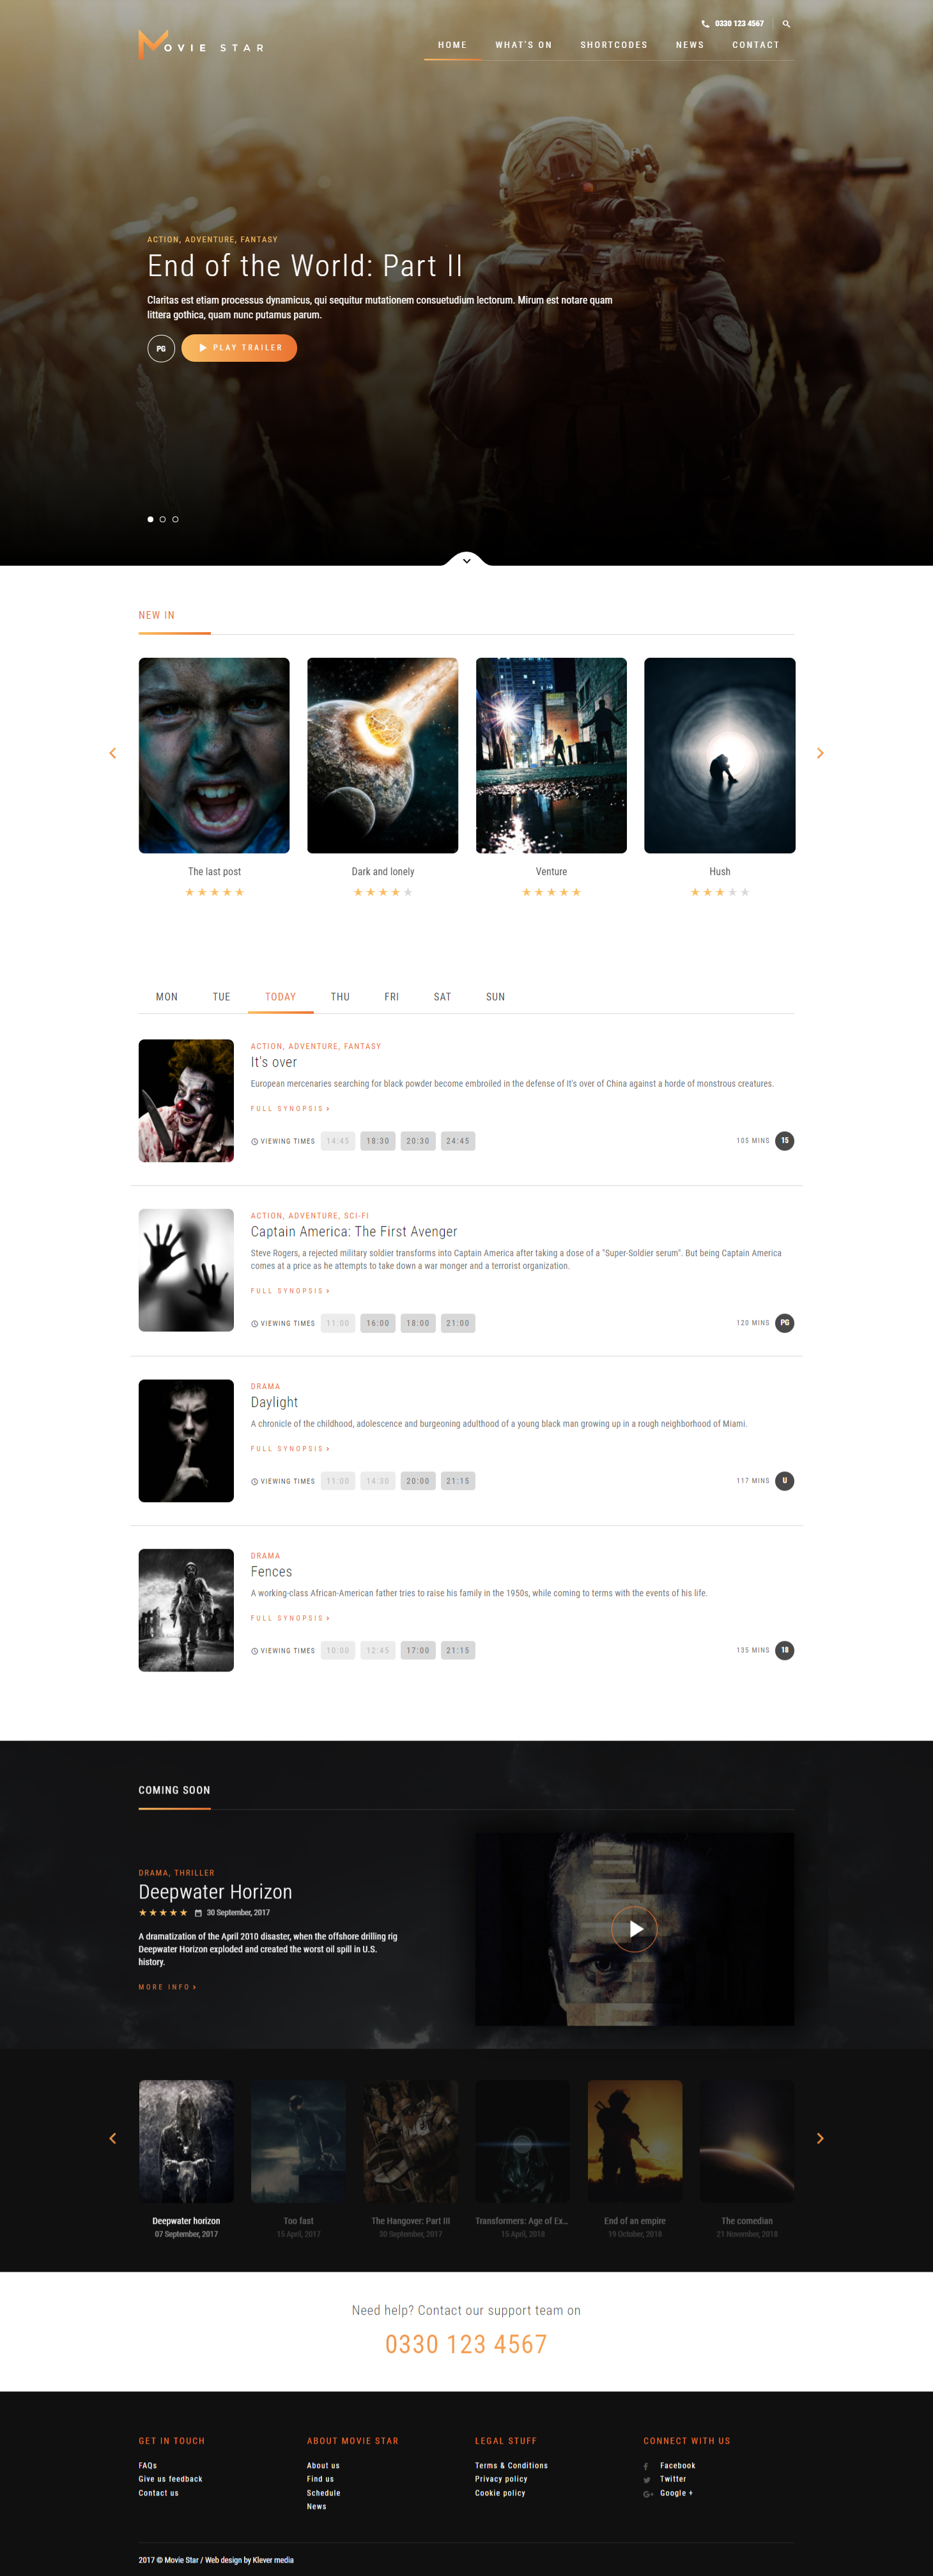 0330 123 4567
MOVIE STAR
HOME WHAT'S ON SHORTCODES NEWS CONTACT
ACTION, ADVENTURE, FANTASY
End of the World: Part II
Claritas est etiam processus dynamicus, qui sequitur mutationem consuetudium lectorum. Mirum est notare quam
littera gothica, quam nunc putamus parum.
PG PLAY TRAILER
NEW IN
The last post Dark and lonely Venture Hush
MON TUE TODAY THU FRI SAT SUN
ACTION, ADVENTURE, FANTASY
It's over
European mercenaries searching for black powder become embroiled in the defense of It's over of China against a horde of monstrous creatures.
FULL SYNOPSIS
VIEWING TIMES 14:45 18:30 20:30 24:45 105 MINS 15
ACTION, ADVENTURE, SCI-FI
Captain America: The First Avenger
Steve Rogers, a rejected military soldier transforms into Captain America after taking a dose of a "Super-Soldier serum". But being Captain America
comes at a price as he attempts to take down a war monger and a terrorist organization.
FULL SYNOPSIS
VIEWING TIMES 11:00 16:00 18:00 21:00 120 MINS PG
DRAMA
Daylight
A chronicle of the childhood, adolescence and burgeoning adulthood of a young black man growing up in a rough neighborhood of Miami.
FULL SYNOPSIS
VIEWING TIMES 11:00 14:30 20:00 21:15 117 MINS U
DRAMA
Fences
A working-class African-American father tries to raise his family in the 1950s, while coming to terms with the events of his life.
FULL SYNOPSIS
VIEWING TIMES 10:00 12:45 17:00 21:15 135 MINS 18
COMING SOON
DRAMA, THRILLER
Deepwater Horizon
30 September, 2017
A dramatization of the April 2010 disaster, when the offshore drilling rig
Deepwater Horizon exploded and created the worst oil spill in U.S.
history.
MORE INFO
Deepwater horizon Too fast The Hangover: Part III Transformers: Age of Ex... End of an empire The comedian
07 September, 2017 15 April, 2017 30 September, 2017 15 April, 2018 19 October, 2018 21 November, 2018
Need help? Contact our support team on
0330 123 4567
GET IN TOUCH ABOUT MOVIE STAR LEGAL STUFF CONNECT WITH US
FAQs About us Terms & Conditions Facebook
Give us feedback Find us Privacy policy Twitter
Contact us Schedule Cookie policy Google +
News
2017 © Movie Star / Web design by Klever media